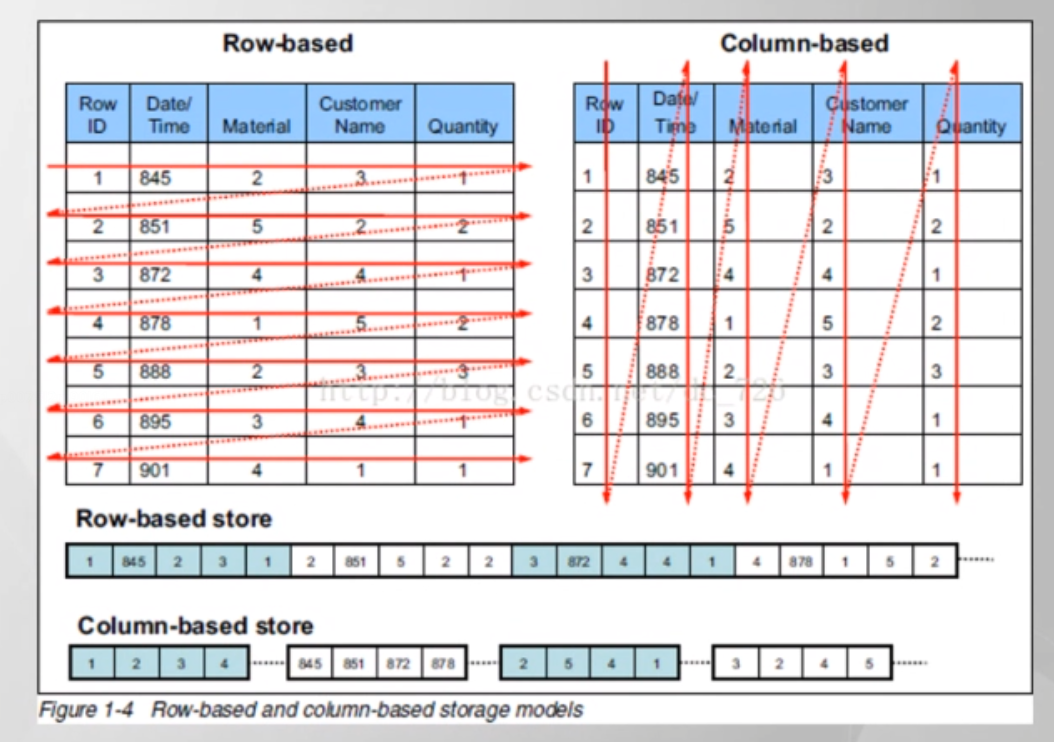 Row-based
Row ID Date/ Time Material Customer Name Quantity
1 845 2 3 1
2 851 5 2 2
3 872 4 4 1
4 878 1 5 2
5 888 2 3 3
6 895 3 4 1
7 901 4 1 1
Column-based
Row ID Date/ Time Material Customer Name Quantity
1 845 2 3 1
2 851 5 2 2
3 872 4 4 1
4 878 1 5 2
5 888 2 3 3
6 895 3 4 1
7 901 4 1 1
Row-based store
1 845 2 3 1 2 851 5 2 2 3 872 4 4 1 4 878 1 5 2
Column-based store
1 2 3 4 845 851 872 878 2 5 4 1 3 2 4 5
Figure 1-4 Row-based and column-based storage models